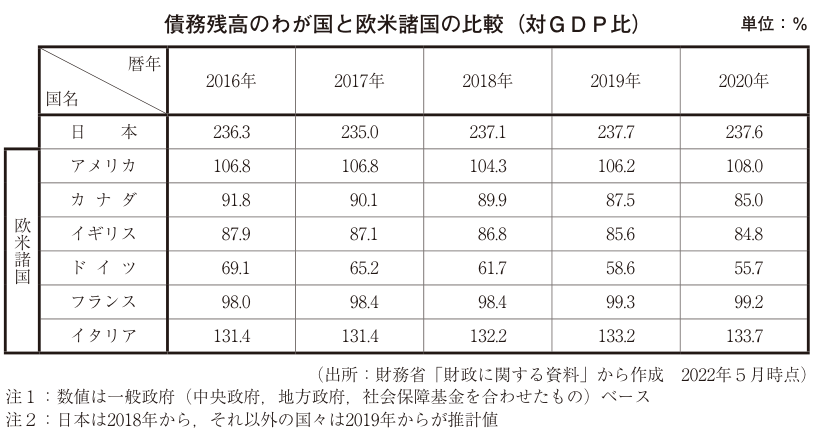 債務残高のわが国と欧米諸国の比較（対ＧＤＰ比）　単位：％
暦年
国名
2016年 2017年 2018年 2019年 2020年
日　本 236.3 235.0 237.1 237.7 237.6
欧米諸国
アメリカ 106.8 106.8 104.3 106.2 108.0
カナダ 91.8 90.1 89.9 87.5 85.0
イギリス 87.9 87.1 86.8 85.6 84.8
ドイツ 69.1 65.2 61.7 58.6 55.7
フランス 98.0 98.4 98.4 99.3 99.2
イタリア 131.4 131.4 132.2 133.2 133.7
（出所：財務省「財政に関する資料」から作成　2022年５月時点）
注１：数値は一般政府（中央政府，地方政府，社会保障基金を合わせたもの）ベース
注２：日本は2018年から，それ以外の国々は2019年からが推計値